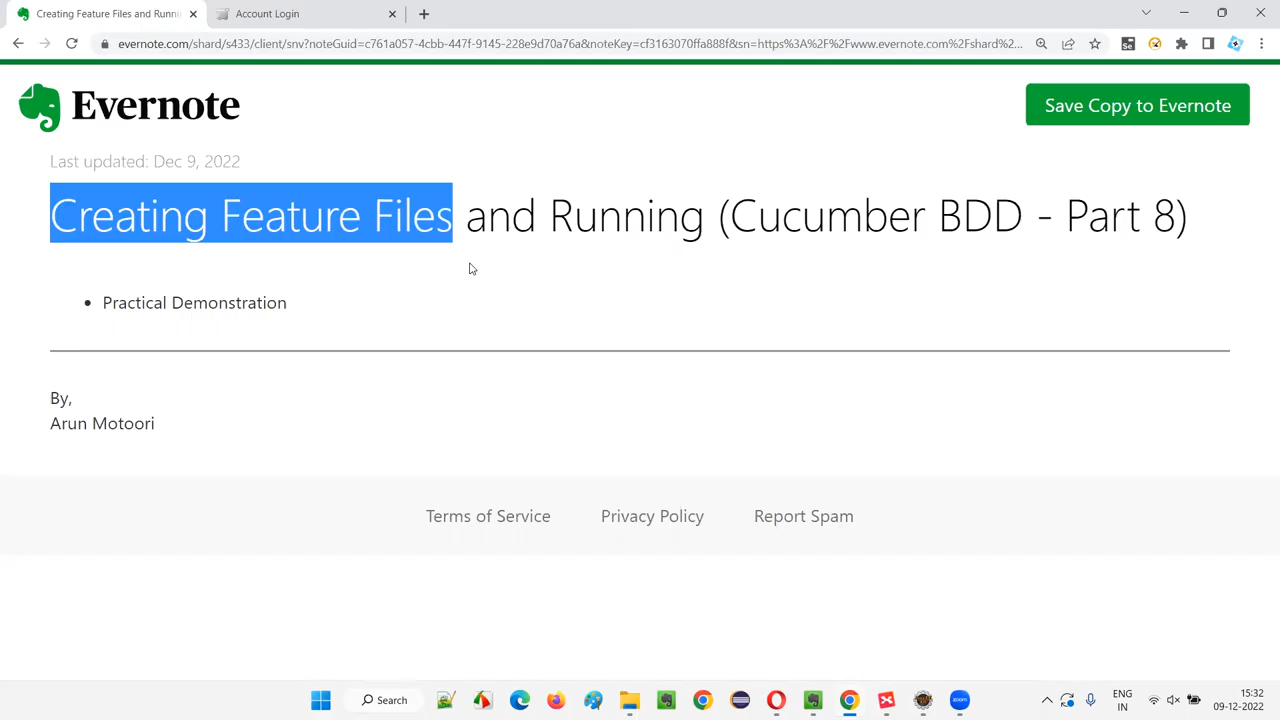 Creating Feature Files and Runni
Account Login
evernote.com/shard/s433/client/snv?noteGuid=c761a057-4cbb-447f-9145-228e9d70a76a&noteKey=cf3163070ffa88f8f&sn=https%3A%2F%2Fwww.evernote.com%2Fshard%2...
Evernote
Save Copy to Evernote
Last updated: Dec 9, 2022
Creating Feature Files and Running (Cucumber BDD - Part 8)
• Practical Demonstration
By,
Arun Motoori
Terms of Service Privacy Policy Report Spam
Search
zoom
ENG
IN
15:32
09-12-2022